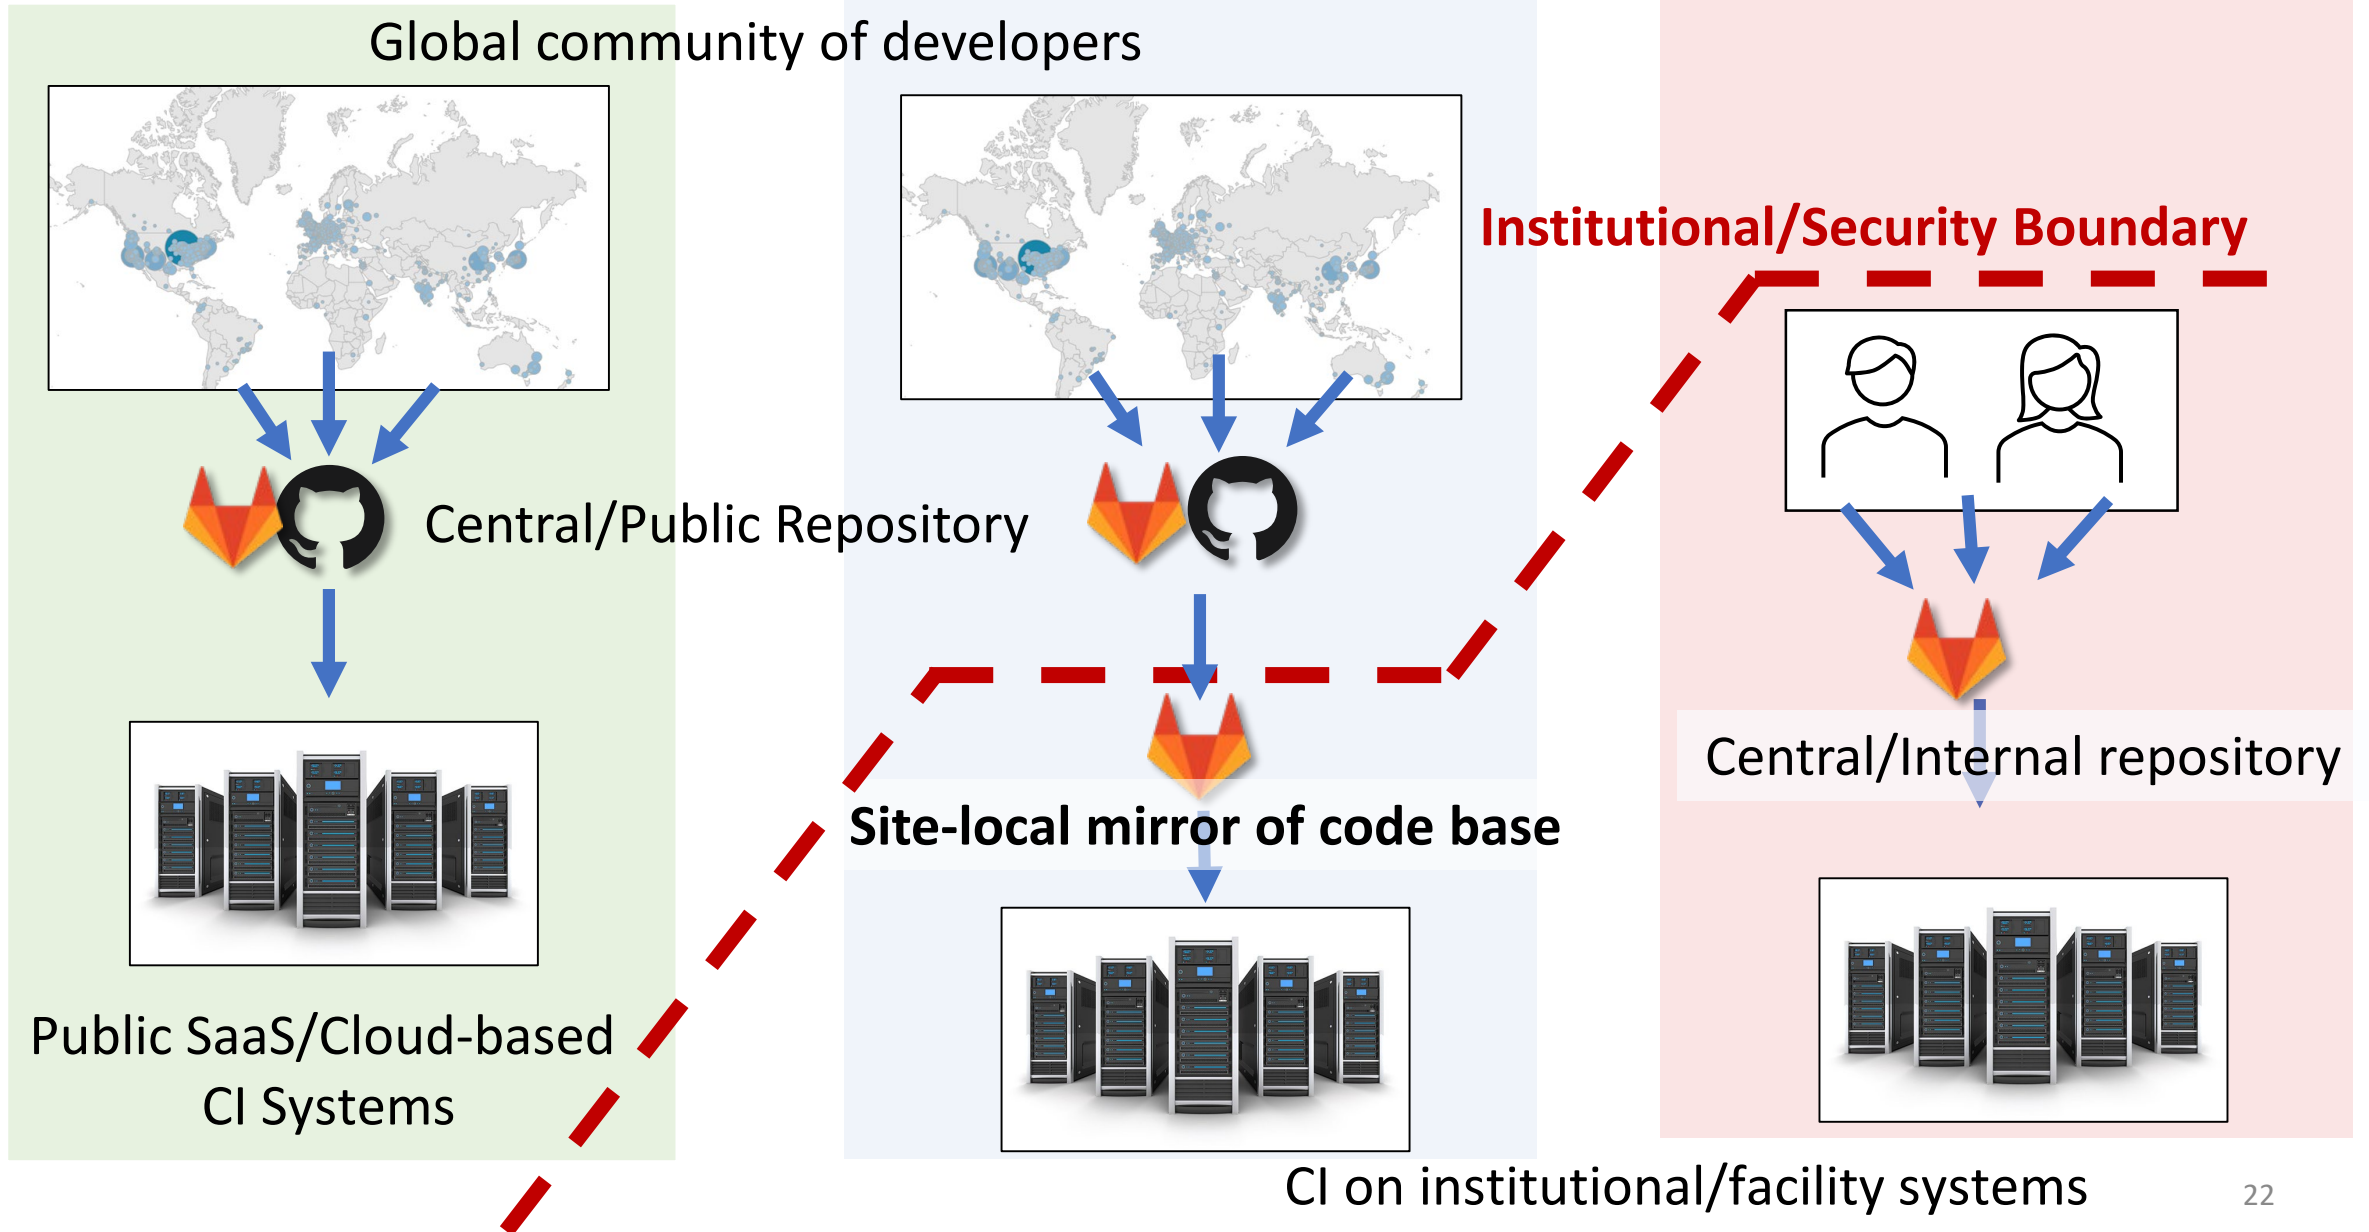 Global community of developers
Institutional/Security Boundary
Central/Public Repository
Central/Internal repository
Site-local mirror of code base
Public SaaS/Cloud-based
CI Systems
CI on institutional/facility systems
22